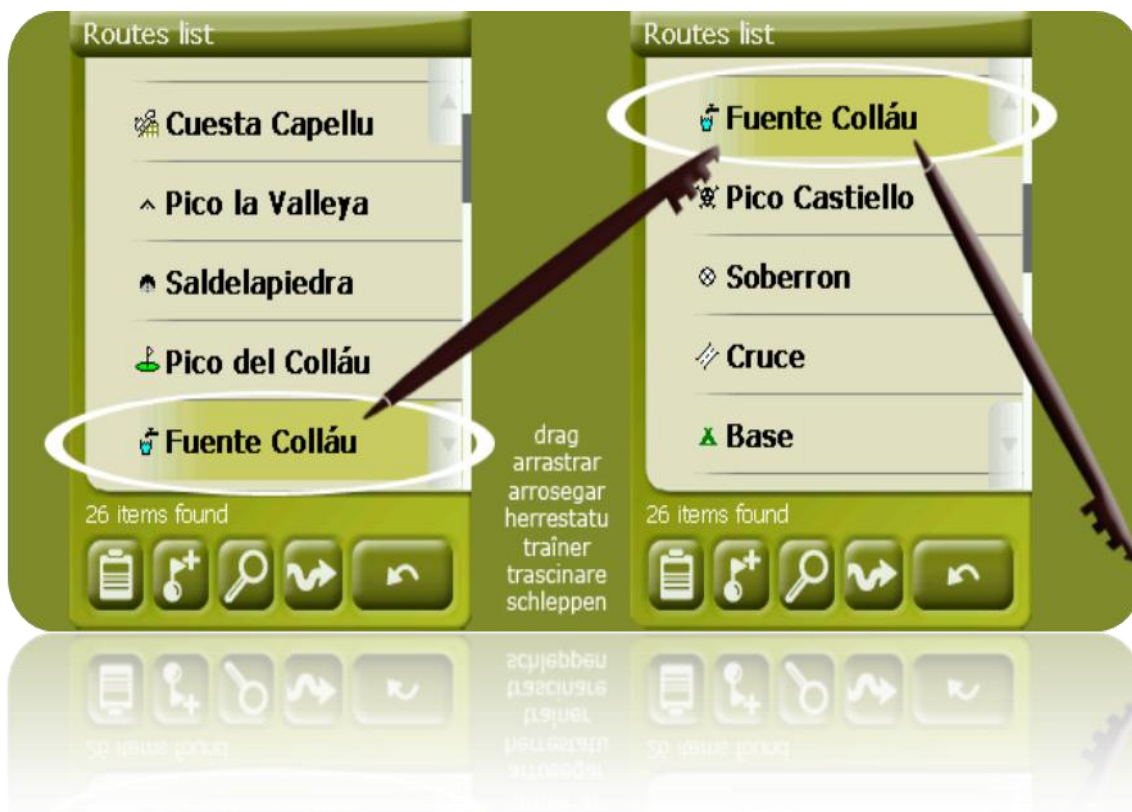 Routes list
Cuesta Capellu
Pico la Valleya
Saldelapiedra
Pico del Colláu
Fuente Colláu
26 items found
drag
arrastrar
arrosegar
herrestatu
traîner
trascinare
schleppen
Routes list
Fuente Colláu
Pico Castiello
Soberron
Cruce
Base
26 items found